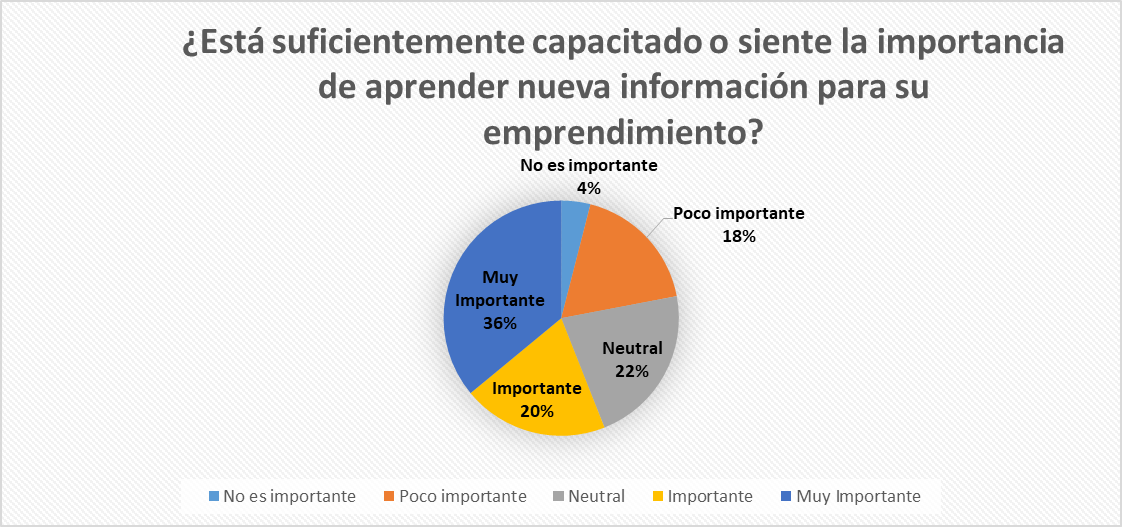 ¿Está suficientemente capacitado o siente la importancia
de aprender nueva información para su
emprendimiento?
No es importante
4%
Poco importante
18%
Muy
Importante
36%
Neutral
22%
Importante
20%
No es importante Poco importante Neutral Importante Muy Importante